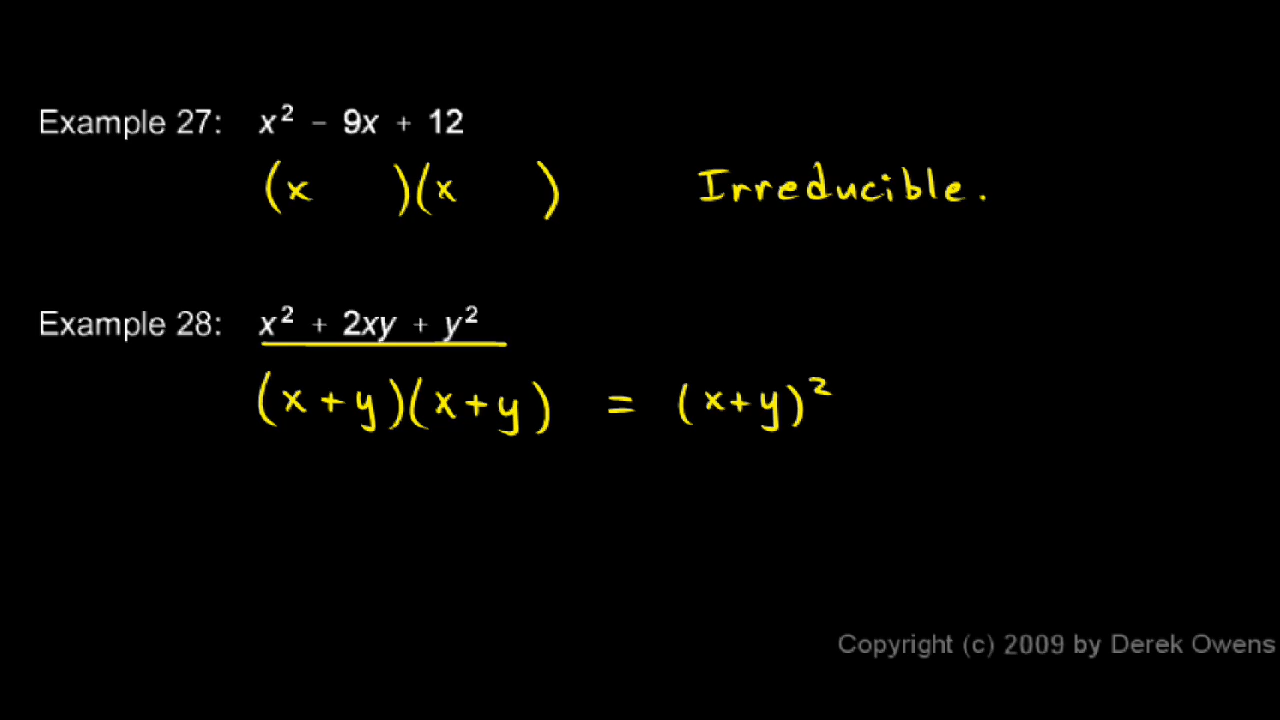 Example 27: x² - 9x + 12
(x )(x ) Irreducible.
Example 28: x² + 2xy + y²
(x+y)(x+y) = (x+y)²
Copyright (c) 2009 by Derek Owens